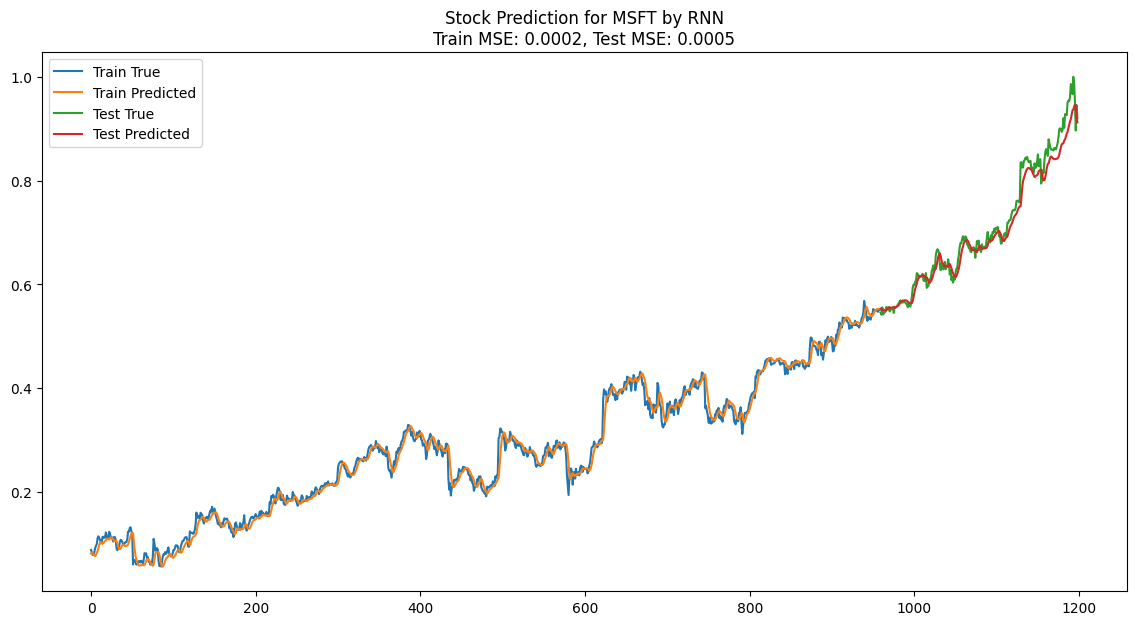 Stock Prediction for MSFT by RNN
Train MSE: 0.0002, Test MSE: 0.0005
Train True
Train Predicted
Test True
Test Predicted
1.0
0.8
0.6
0.4
0.2
0 200 400 600 800 1000 1200